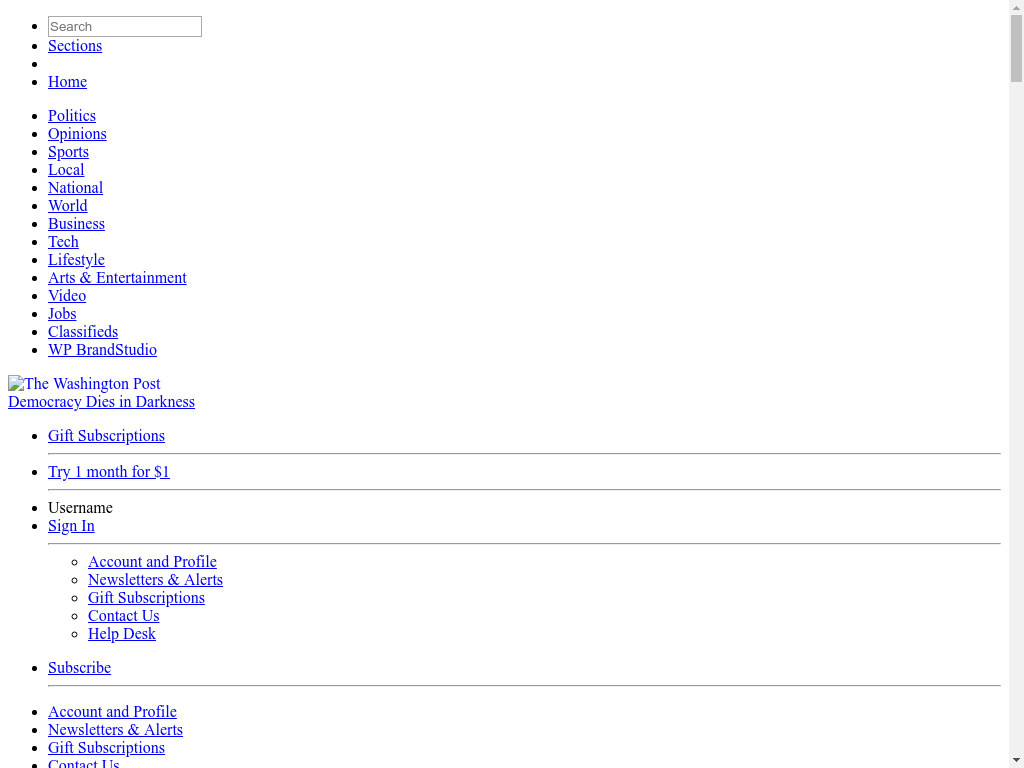 Search
Sections
Home
Politics
Opinions
Sports
Local
National
World
Business
Tech
Lifestyle
Arts & Entertainment
Video
Jobs
Classifieds
WP BrandStudio
The Washington Post
Democracy Dies in Darkness
Gift Subscriptions
Try 1 month for $1
Username
Sign In
Account and Profile
Newsletters & Alerts
Gift Subscriptions
Contact Us
Help Desk
Subscribe
Account and Profile
Newsletters & Alerts
Gift Subscriptions
Contact Us